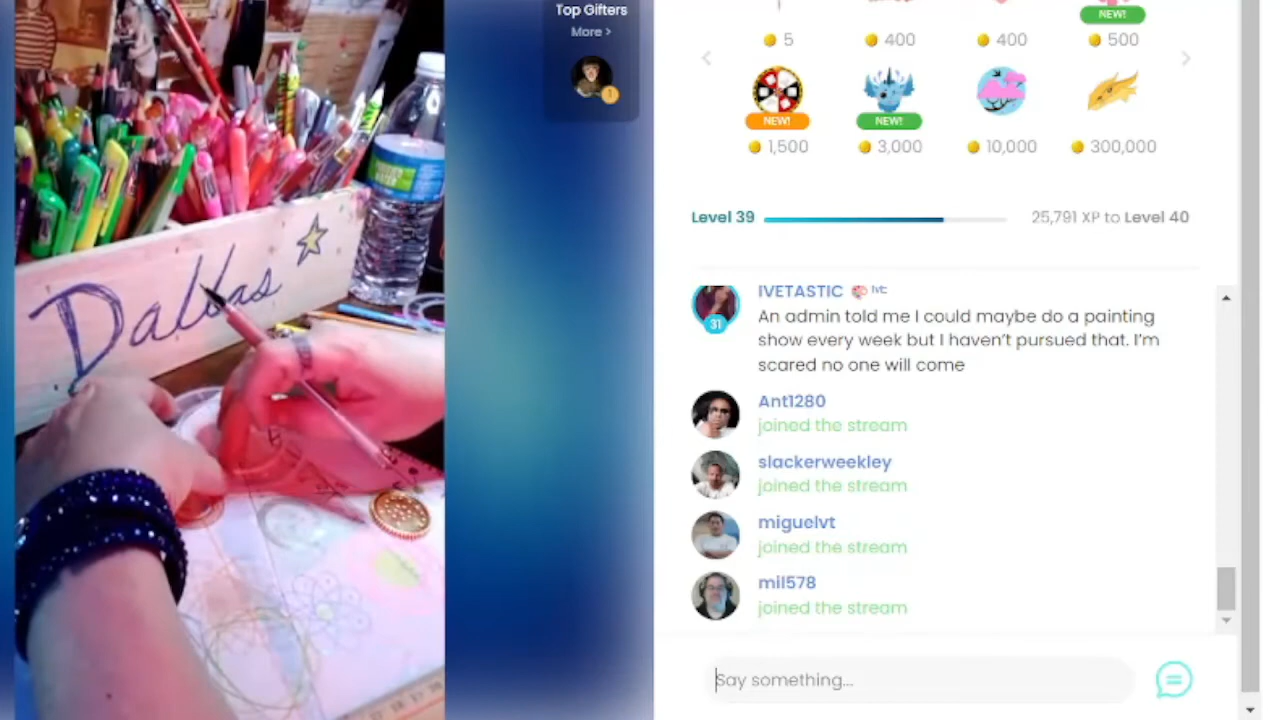 Top Gifters
More >
1
Dallas
NEW!
5
400
400
500
NEW!
NEW!
1,500
3,000
10,000
300,000
Level 39
25,791 XP to Level 40
IVETASTIC
31
An admin told me I could maybe do a painting
show every week but I haven't pursued that. I'm
scared no one will come
Ant1280
joined the stream
slackerweekley
joined the stream
miguelvt
joined the stream
mil578
joined the stream
Say something...